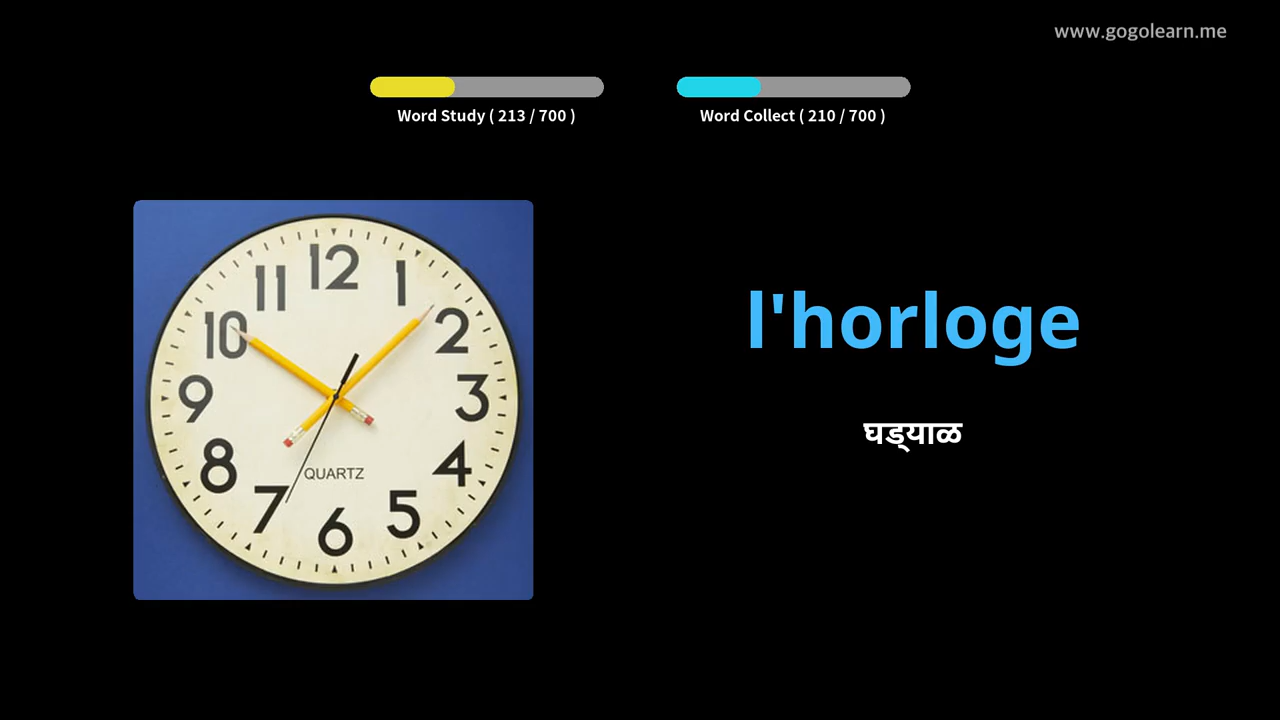 www.gogolearn.me
Word Study ( 213 / 700 )
Word Collect ( 210 / 700 )
12
11
1
10
2
9
3
8
4
QUARTZ
7
5
6
l'horloge
घड्याळ